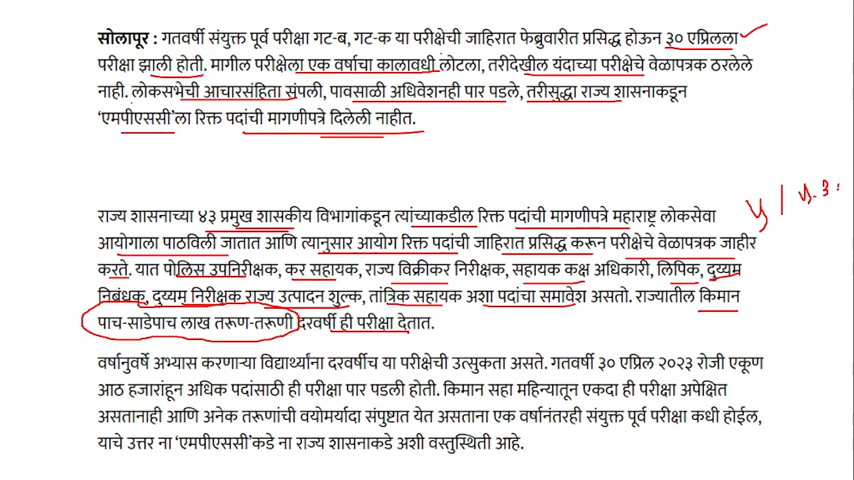 सोलापूर : गतवर्षी संयुक्त पूर्व परीक्षा गट-ब, गट-क या परीक्षेची जाहिरात फेब्रुवारीत प्रसिद्ध होऊन ३० एप्रिलला
परीक्षा झाली होती. मागील परीक्षेला एक वर्षाचा कालावधी लोटला, तरीदेखील यंदाच्या परीक्षेचे वेळापत्रक ठरलेले
नाही. लोकसभेची आचारसंहिता संपली, पावसाळी अधिवेशनही पार पडले, तरीसुद्धा राज्य शासनाकडून
‘एमपीएससी’ला रिक्त पदांची मागणीपत्रे दिलेली नाहीत.
राज्य शासनाच्या ४३ प्रमुख शासकीय विभागांकडून त्यांच्याकडील रिक्त पदांची मागणीपत्रे महाराष्ट्र लोकसेवा
आयोगाला पाठविली जातात आणि त्यानुसार आयोग रिक्त पदांची जाहिरात प्रसिद्ध करून परीक्षेचे वेळापत्रक जाहीर
करते. यात पोलिस उपनिरीक्षक, कर सहायक, राज्य विक्रीकर निरीक्षक, सहायक कक्ष अधिकारी, लिपिक, दुय्यम
निबंधक, दुय्यम निरीक्षक राज्य उत्पादन शुल्क, तांत्रिक सहायक अशा पदांचा समावेश असतो. राज्यातील किमान
पाच-साडेपाच लाख तरूण-तरूणी दरवर्षी ही परीक्षा देतात.
वर्षानुवर्षे अभ्यास करणाऱ्या विद्यार्थ्यांना दरवर्षीच या परीक्षेची उत्सुकता असते. गतवर्षी ३० एप्रिल २०२३ रोजी एकूण
आठ हजारांहून अधिक पदांसाठी ही परीक्षा पार पडली होती. किमान सहा महिन्यातून एकदा ही परीक्षा अपेक्षित
असतानाही आणि अनेक तरूणांची वयोमर्यादा संपुष्टात येत असताना एक वर्षानंतरही संयुक्त पूर्व परीक्षा कधी होईल,
याचे उत्तर ना ‘एमपीएससी’कडे ना राज्य शासनाकडे अशी वस्तुस्थिती आहे.